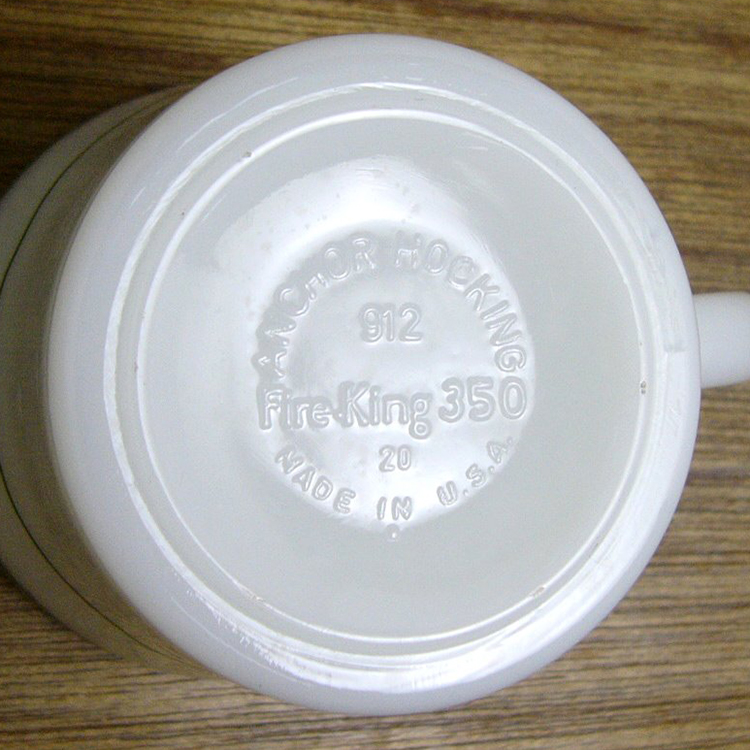 ANCHOR HOCKING
912
Fire-King 350
20
MADE IN U.S.A.